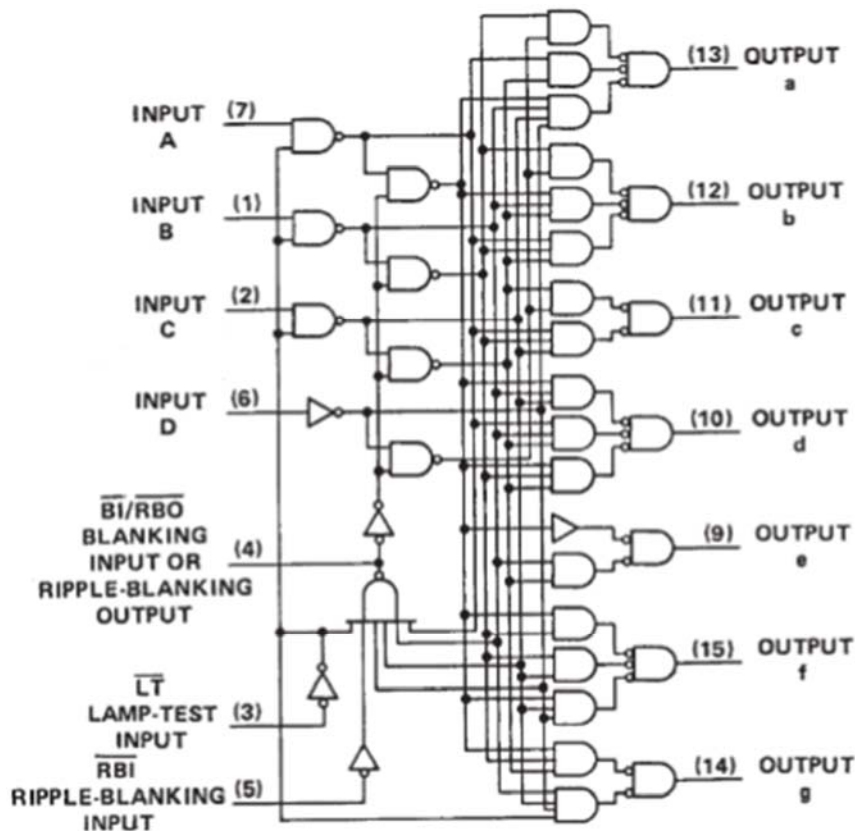 INPUT (7)
A
INPUT (1)
B
INPUT (2)
C
INPUT (6)
D
BI/RBO
BLANKING
INPUT OR (4)
RIPPLE-BLANKING
OUTPUT
LT
LAMP-TEST (3)
INPUT
RBI
RIPPLE-BLANKING (5)
INPUT
(13) OUTPUT
a
(12) OUTPUT
b
(11) OUTPUT
c
(10) OUTPUT
d
(9) OUTPUT
e
(15) OUTPUT
f
(14) OUTPUT
g